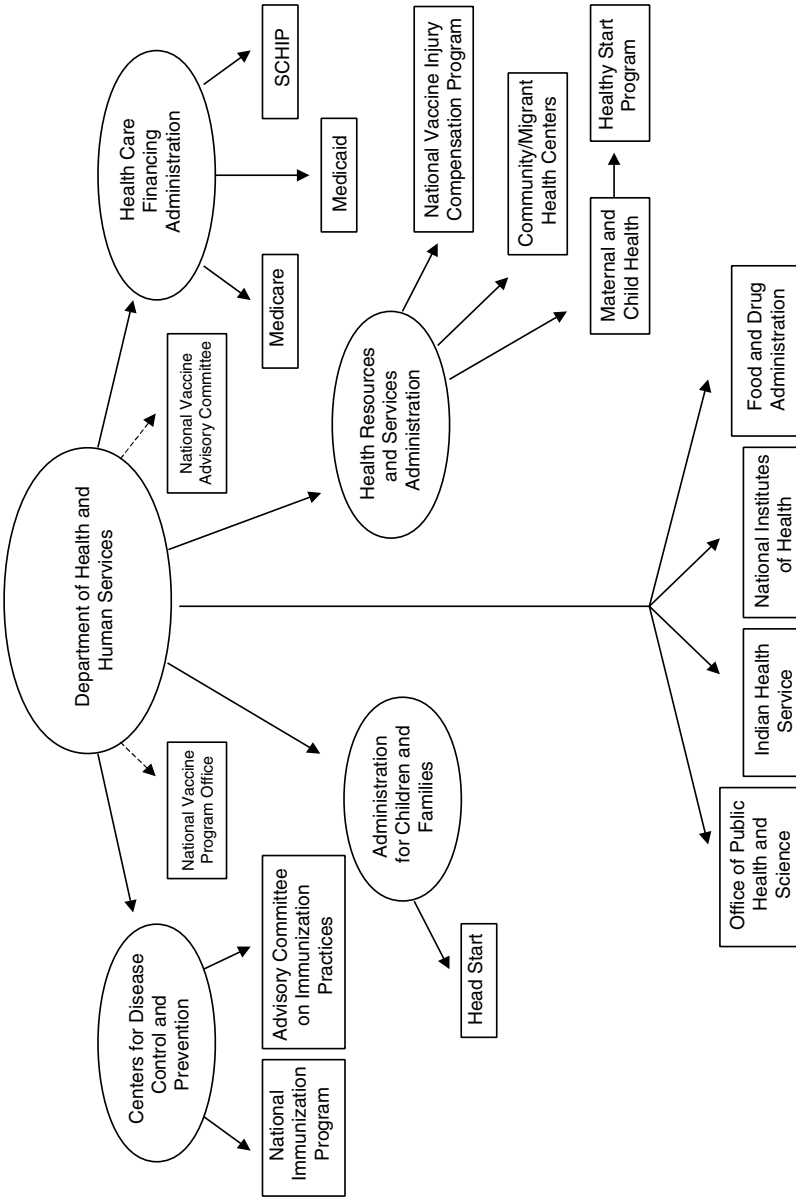 Department of Health and
Human Services
Centers for Disease
Control and
Prevention
National Vaccine
Program Office
National Vaccine
Advisory Committee
Health Care
Financing
Administration
National
Immunization
Program
Advisory Committee
on Immunization
Practices
Medicare
Medicaid
SCHIP
Administration
for Children and
Families
Head Start
Health Resources
and Services
Administration
National Vaccine Injury
Compensation Program
Community/Migrant
Health Centers
Maternal and
Child Health
Healthy Start
Program
Office of Public
Health and
Science
Indian Health
Service
National Institutes
of Health
Food and Drug
Administration